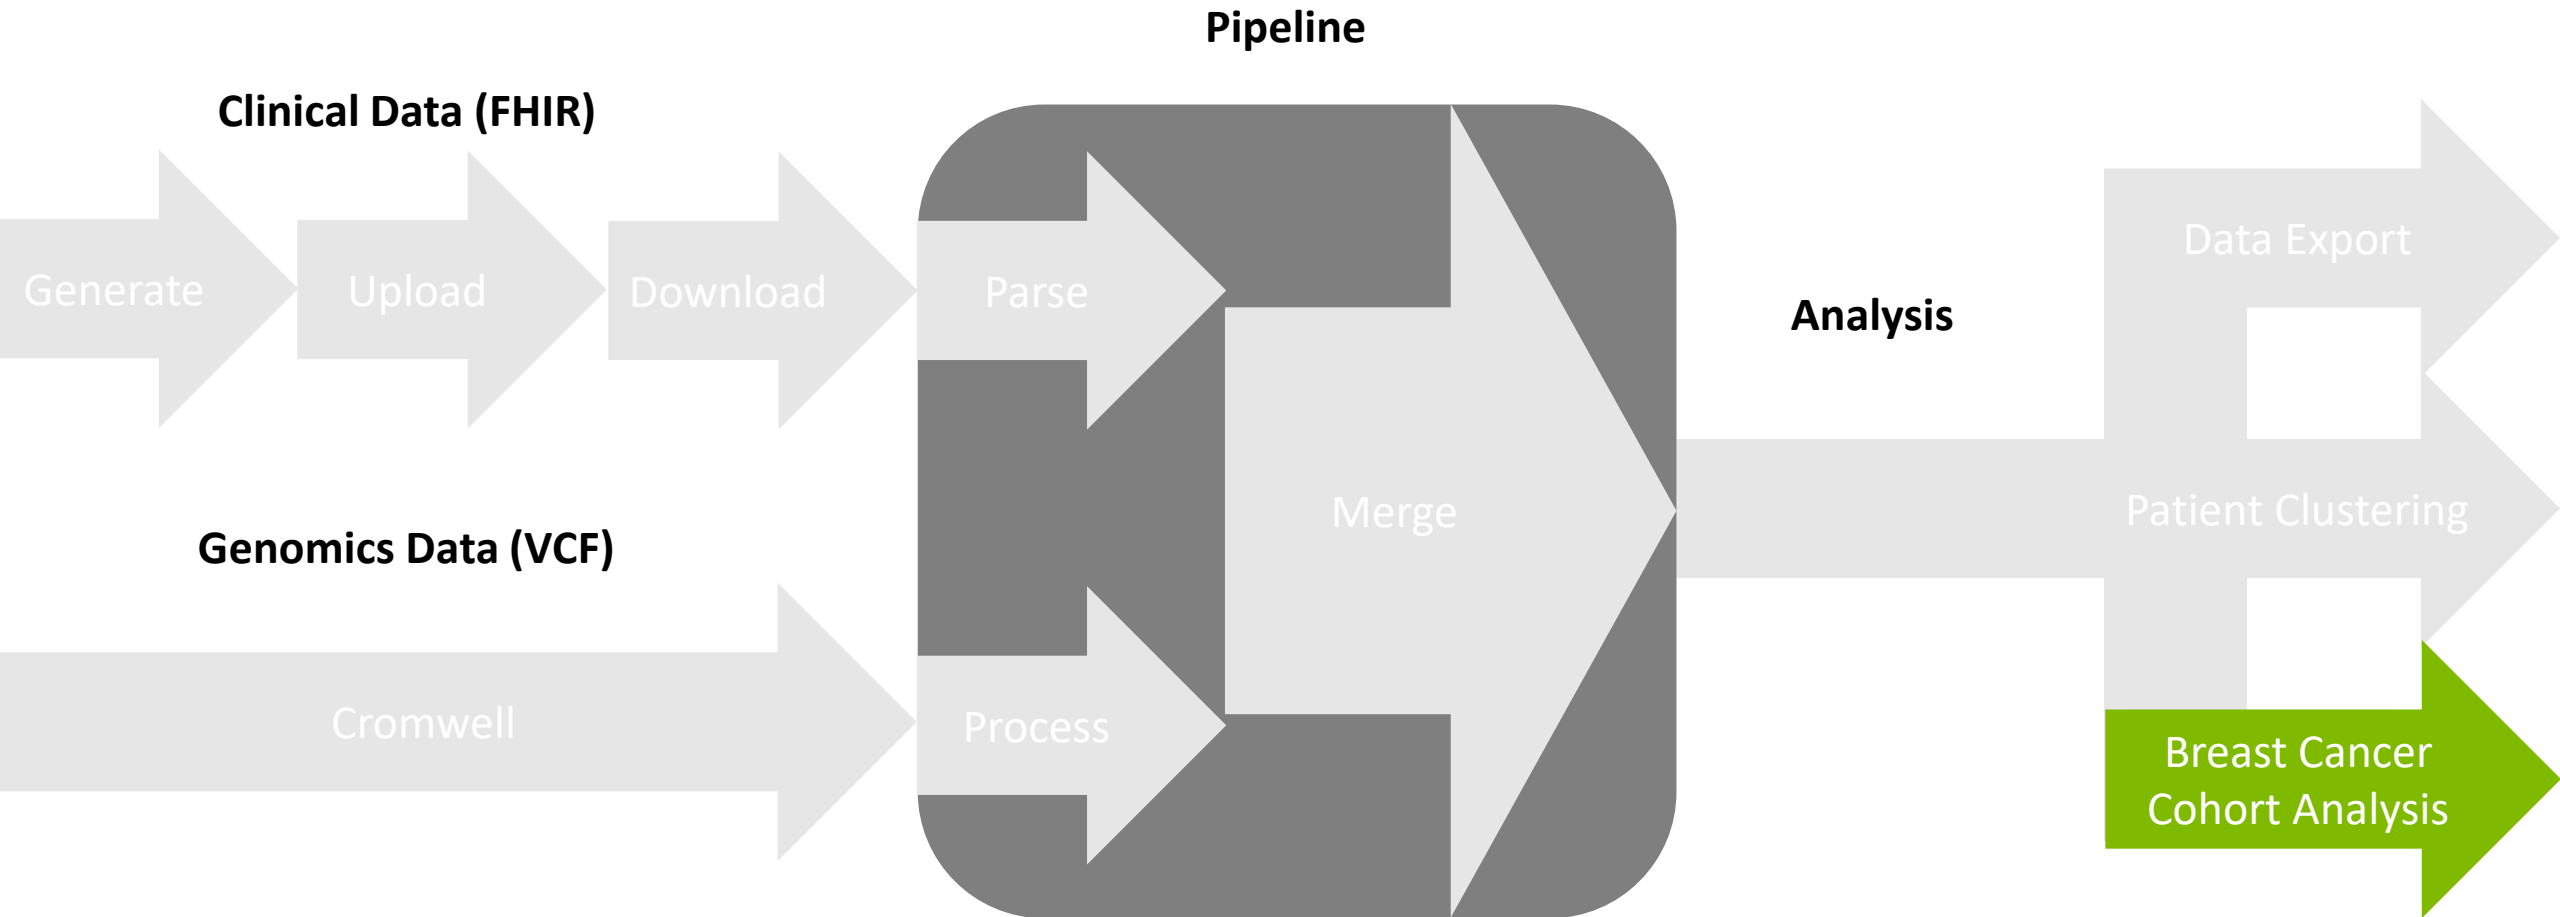 Pipeline
Clinical Data (FHIR)
Generate
Upload
Download
Parse
Data Export
Analysis
Merge
Patient Clustering
Genomics Data (VCF)
Cromwell
Process
Breast Cancer
Cohort Analysis